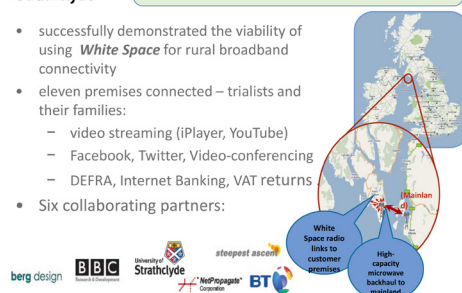 • successfully demonstrated the viability of
using White Space for rural broadband
connectivity
• eleven premises connected – trialists and
their families:
– video streaming (iPlayer, YouTube)
– Facebook, Twitter, Video-conferencing
– DEFRA, Internet Banking, VAT returns
• Six collaborating partners:
(Mainlan
d)
White
Space radio
links to
customer
premises
High-
capacity
microwave
backhaul to
mainland
berg design
BBC
Research & Development
University of
Strathclyde
steepest ascent
NetPropagate
Corporation
BT